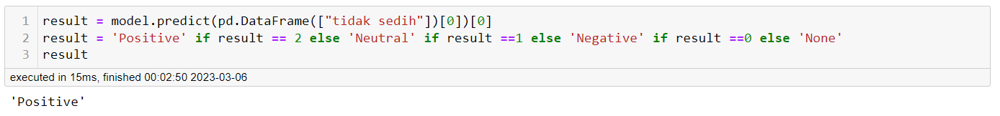 1 result = model.predict(pd.DataFrame(["tidak sedih"])[0])[0]
2 result = 'Positive' if result == 2 else 'Neutral' if result ==1 else 'Negative' if result ==0 else 'None'
3 result
executed in 15ms, finished 00:02:50 2023-03-06
'Positive'